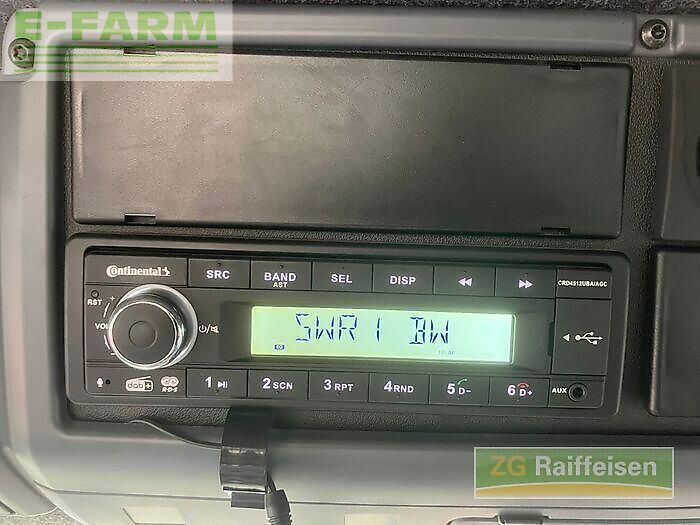 E-FARM
Continental
SRC
BAND
AST
SEL
DISP
CRD4512UBA/AGC
RST
VOL
SWR1 BW
1
2 SCN
3 RPT
4 RND
5 D-
6 D+
AUX
dab+
R·D·S
ZG Raiffeisen